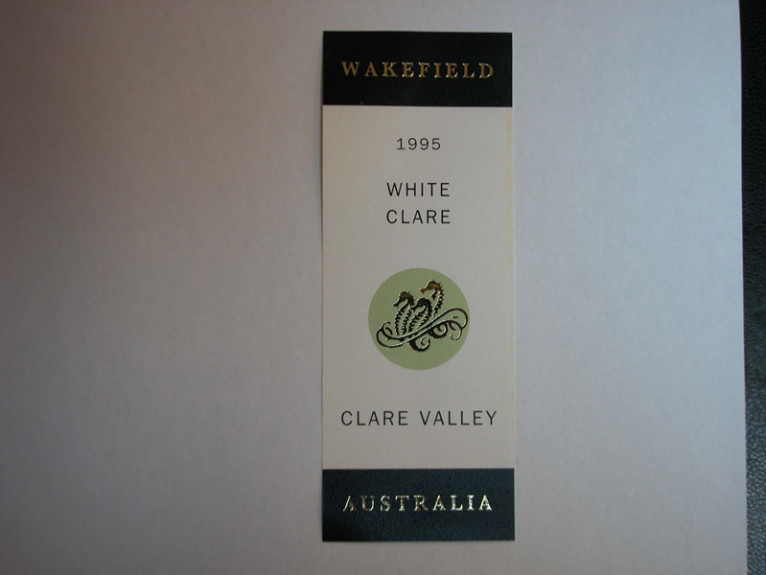 WAKEFIELD
1995
WHITE
CLARE
CLARE VALLEY
AUSTRALIA